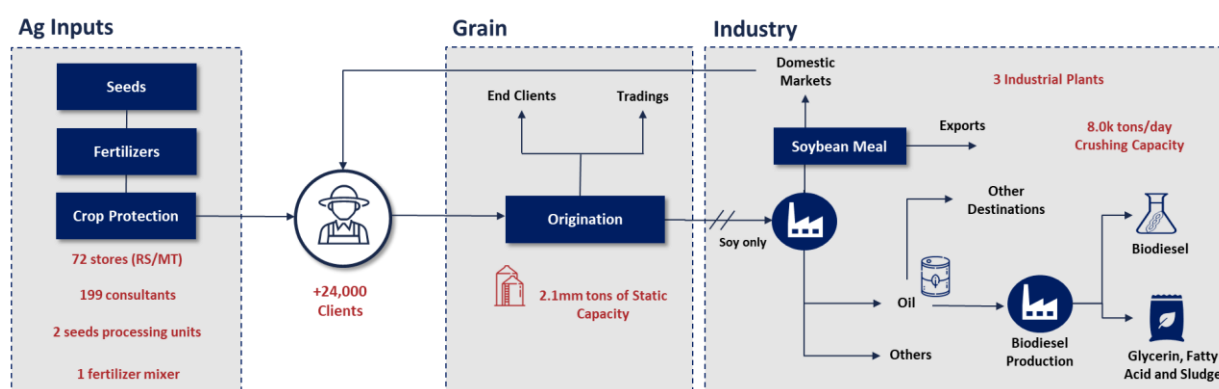 Ag Inputs
Seeds
Fertilizers
Crop Protection
72 stores (RS/MT)
199 consultants
2 seeds processing units
1 fertilizer mixer
+24,000
Clients
Grain
End Clients
Tradings
Origination
2.1mm tons of Static
Capacity
Soy only
Industry
Domestic
Markets
3 Industrial Plants
Soybean Meal
Exports
8.0k tons/day
Crushing Capacity
Other
Destinations
Oil
Others
Biodiesel
Production
Biodiesel
Glycerin, Fatty
Acid and Sludge